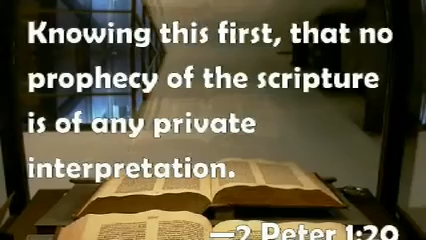 Knowing this first, that no
prophecy of the scripture
is of any private
interpretation.
—2 Peter 1:20